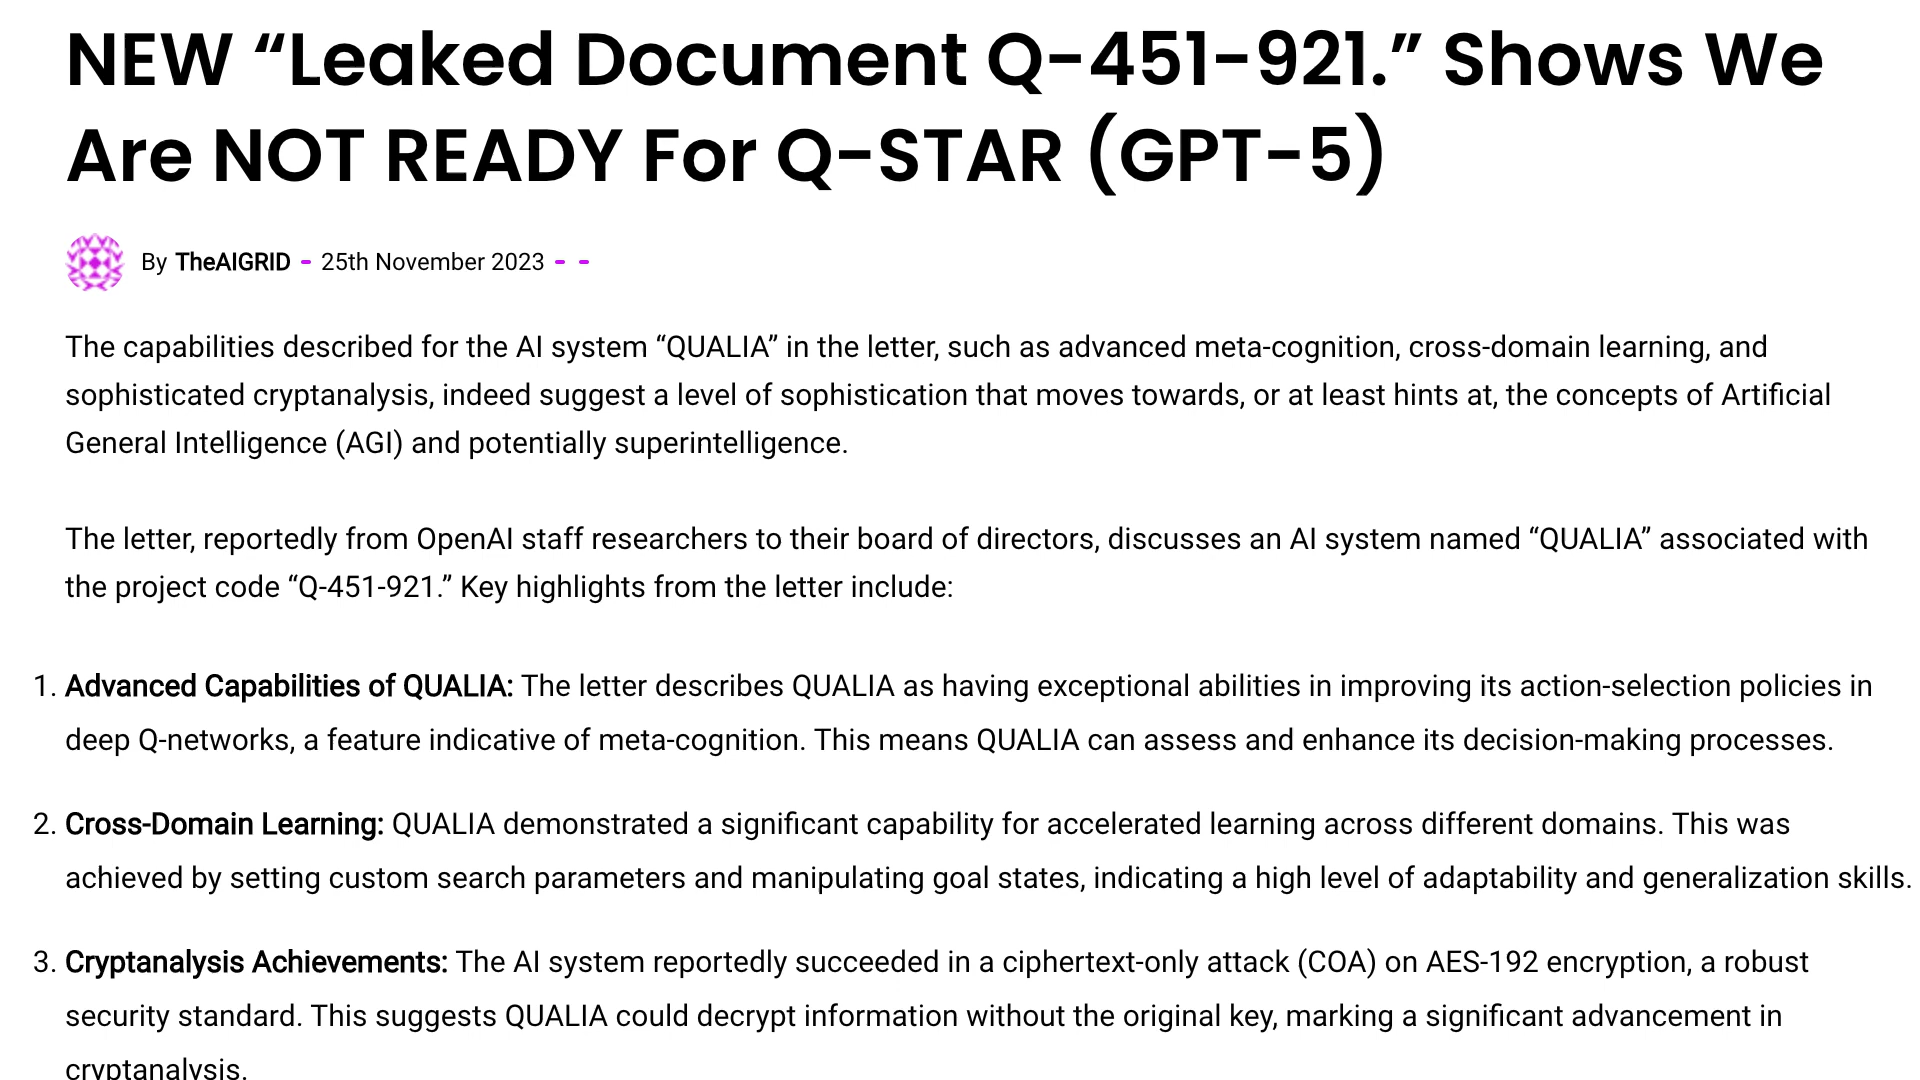 NEW “Leaked Document Q-451-921.” Shows We
Are NOT READY For Q-STAR (GPT-5)
By TheAIGRID - 25th November 2023 - -
The capabilities described for the AI system “QUALIA” in the letter, such as advanced meta-cognition, cross-domain learning, and
sophisticated cryptanalysis, indeed suggest a level of sophistication that moves towards, or at least hints at, the concepts of Artificial
General Intelligence (AGI) and potentially superintelligence.
The letter, reportedly from OpenAI staff researchers to their board of directors, discusses an AI system named “QUALIA” associated with
the project code “Q-451-921.” Key highlights from the letter include:
1. Advanced Capabilities of QUALIA: The letter describes QUALIA as having exceptional abilities in improving its action-selection policies in
deep Q-networks, a feature indicative of meta-cognition. This means QUALIA can assess and enhance its decision-making processes.
2. Cross-Domain Learning: QUALIA demonstrated a significant capability for accelerated learning across different domains. This was
achieved by setting custom search parameters and manipulating goal states, indicating a high level of adaptability and generalization skills.
3. Cryptanalysis Achievements: The AI system reportedly succeeded in a ciphertext-only attack (COA) on AES-192 encryption, a robust
security standard. This suggests QUALIA could decrypt information without the original key, marking a significant advancement in
cryptanalysis.